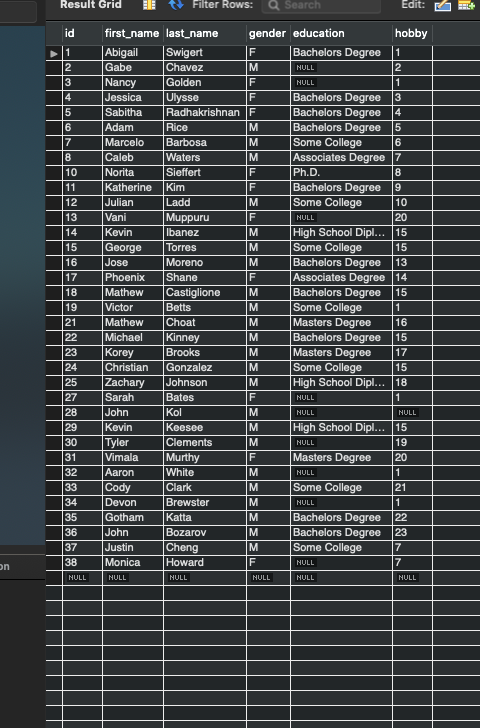 Result Grid Filter Rows: Search Edit:
id first_name last_name gender education hobby
1 Abigail Swigert F Bachelors Degree 1
2 Gabe Chavez M NULL 2
3 Nancy Golden F NULL 1
4 Jessica Ulysse F Bachelors Degree 3
5 Sabitha Radhakrishnan F Bachelors Degree 4
6 Adam Rice M Bachelors Degree 5
7 Marcelo Barbosa M Some College 6
8 Caleb Waters M Associates Degree 7
10 Norita Sieffert F Ph.D. 8
11 Katherine Kim F Bachelors Degree 9
12 Julian Ladd M Some College 10
13 Vani Muppuru F NULL 20
14 Kevin Ibanez M High School Dipl... 15
15 George Torres M Some College 15
16 Jose Moreno M Bachelors Degree 13
17 Phoenix Shane F Associates Degree 14
18 Mathew Castiglione M Bachelors Degree 15
19 Victor Betts M Some College 1
21 Mathew Choat M Masters Degree 16
22 Michael Kinney M Bachelors Degree 15
23 Korey Brooks M Masters Degree 17
24 Christian Gonzalez M Some College 15
25 Zachary Johnson M High School Dipl... 18
27 Sarah Bates F NULL 1
28 John Kol M NULL NULL
29 Kevin Keesee M High School Dipl... 15
30 Tyler Clements M NULL 19
31 Vimala Murthy F Masters Degree 20
32 Aaron White M NULL 1
33 Cody Clark M Some College 21
34 Devon Brewster M NULL 1
35 Gotham Katta M Bachelors Degree 22
36 John Bozarov M Bachelors Degree 23
37 Justin Cheng M Some College 7
on 38 Monica Howard F NULL 7
NULL NULL NULL NULL NULL NULL